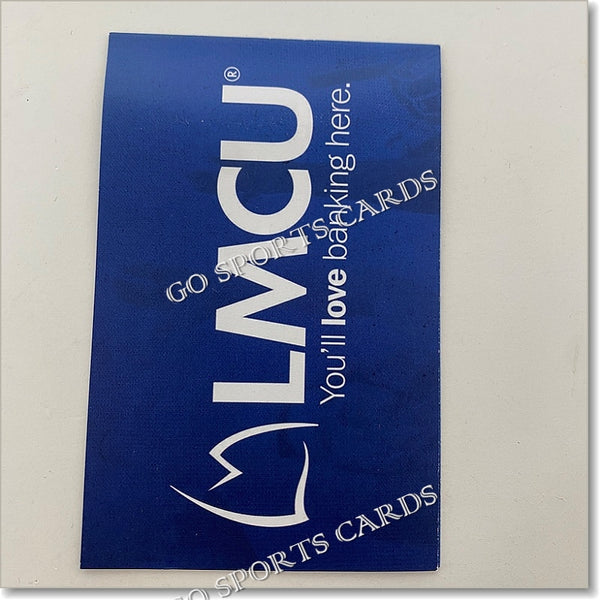 LMCU®
You'll love banking here.
GO SPORTS CARDS
GO SPORTS CARDS